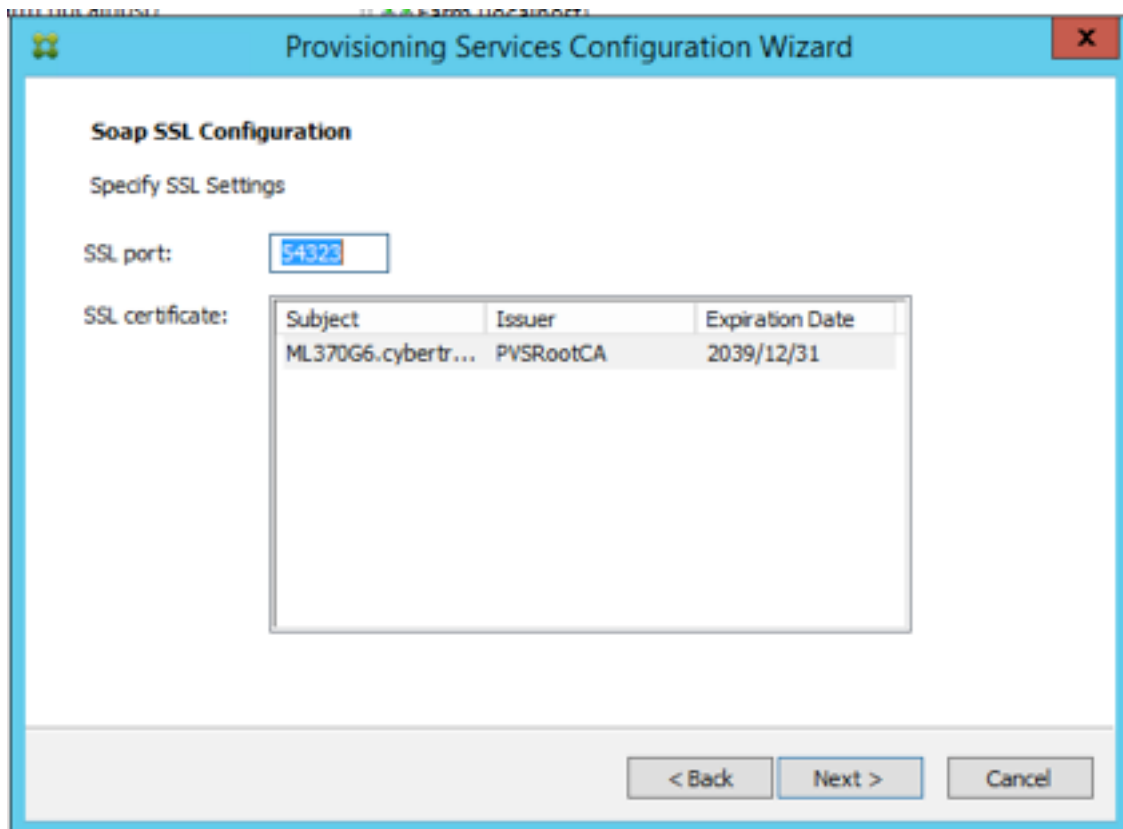 Provisioning Services Configuration Wizard
x
Soap SSL Configuration
Specify SSL Settings
SSL port: 54323
SSL certificate:
Subject Issuer Expiration Date
ML370G6.cybertr... PVSRootCA 2039/12/31
< Back Next > Cancel